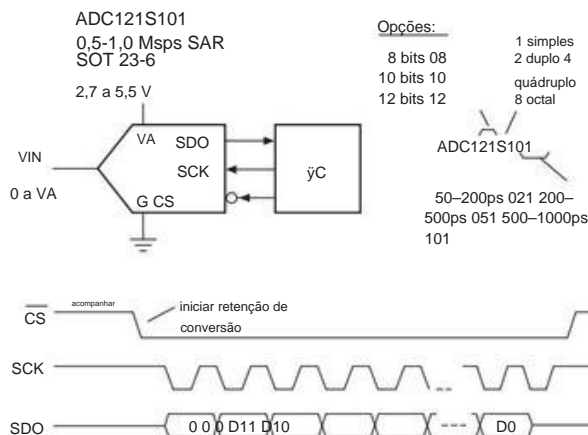 ADC121S101
0,5-1,0 Msps SAR
SOT 23-6
2,7 a 5,5 V
VA
SDO
SCK
G CS
VIN
0 a VA
ÿC
Opções:
8 bits 08
10 bits 10
12 bits 12
1 simples
2 duplo 4
quádruplo
8 octal
ADC121S101
50–200ps 021 200–
500ps 051 500–1000ps
101
CS
acompanhar
iniciar retenção de
conversão
SCK
SDO
0 0 0 D11 D10
D0